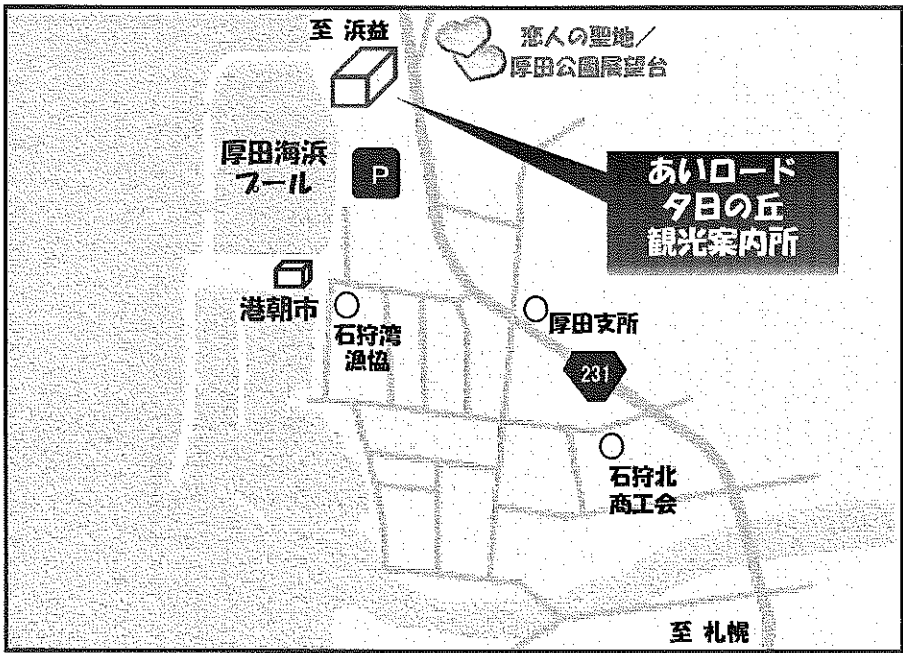 至 浜益
恋人の聖地/
厚田公園展望台
厚田海浜
プール
P
あいロード
夕日の丘
観光案内所
港朝市
石狩湾
漁協
厚田支所
231
石狩北
商工会
至 札幌